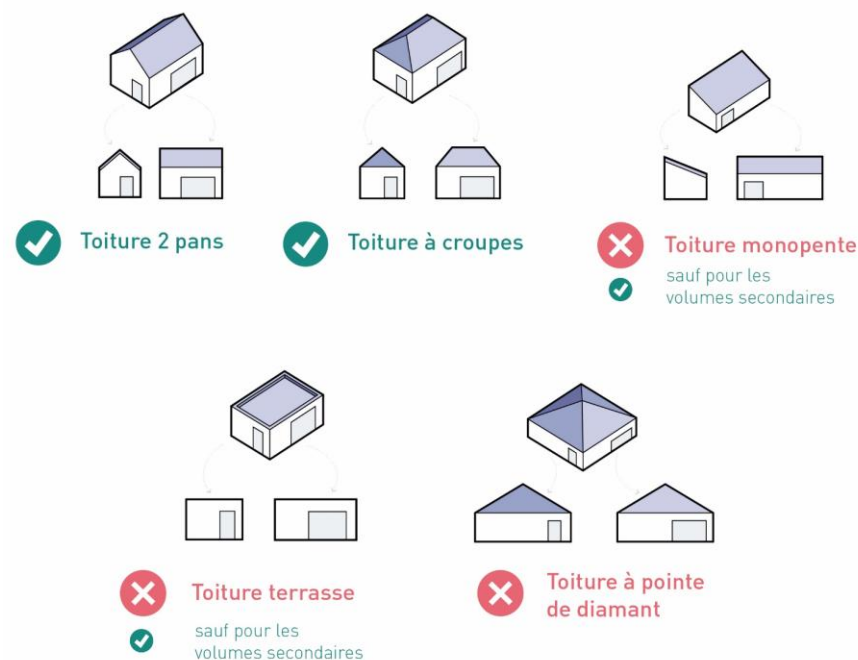 Toiture 2 pans
Toiture à croupes
Toiture monopente
sauf pour les
volumes secondaires
Toiture terrasse
sauf pour les
volumes secondaires
Toiture à pointe
de diamant